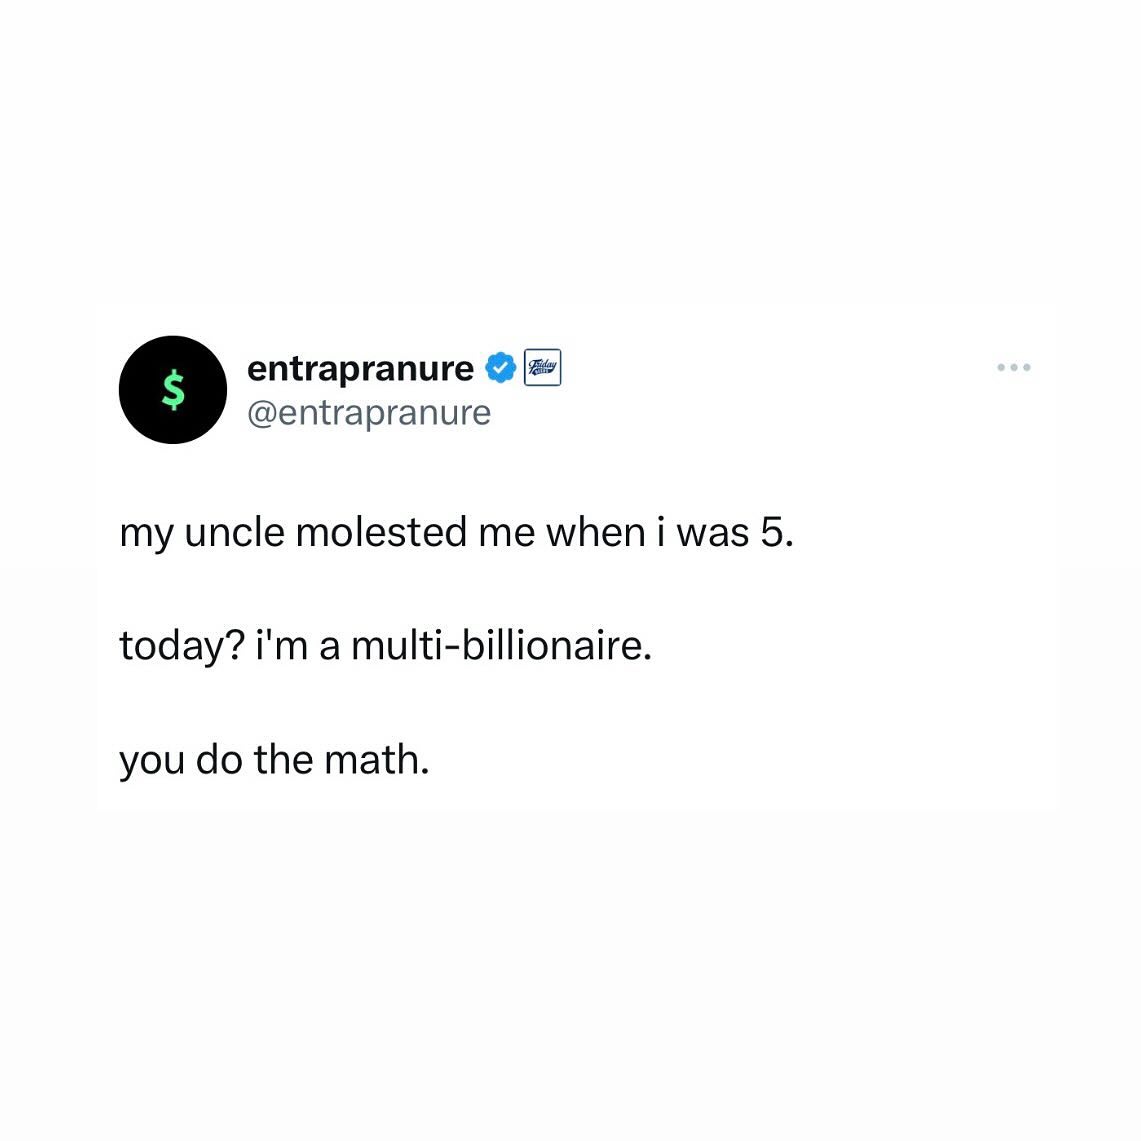 entrapranure
Friday
@entrapranure
my uncle molested me when i was 5.
today? i'm a multi-billionaire.
you do the math.
$